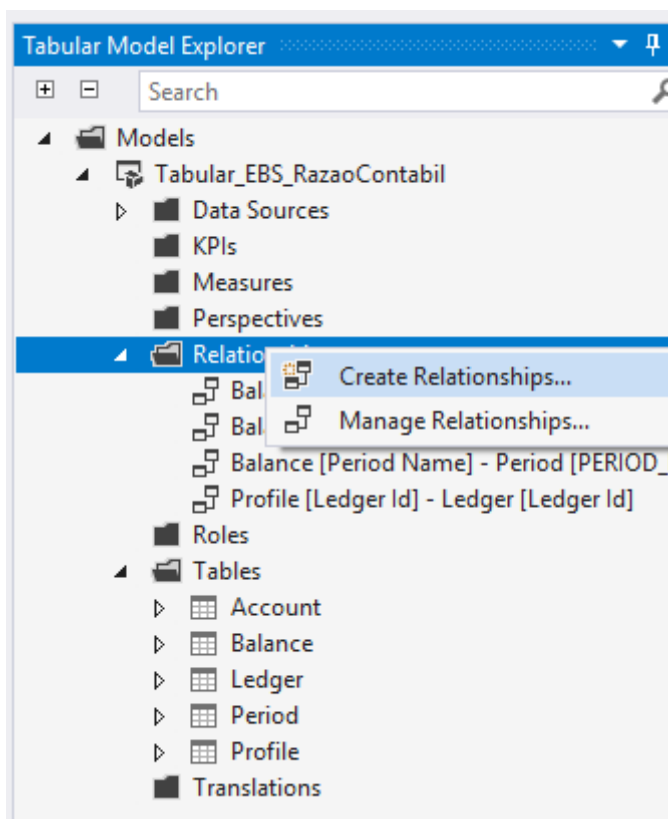 Tabular Model Explorer
Search
Models
Tabular_EBS_RazaoContabil
Data Sources
KPIs
Measures
Perspectives
Create Relationships...
Manage Relationships...
Balance [Period Name] - Period [PERIOD_
Profile [Ledger Id] - Ledger [Ledger Id]
Roles
Tables
Account
Balance
Ledger
Period
Profile
Translations